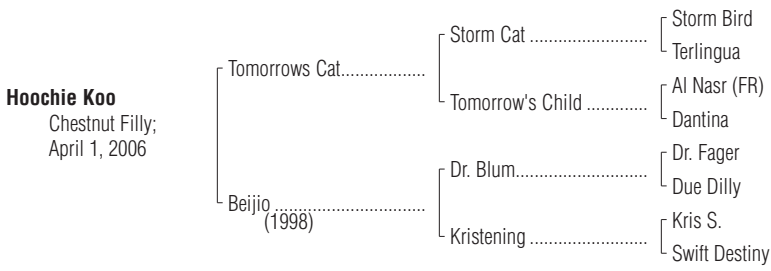 Hoochie Koo
Chestnut Filly;
April 1, 2006
Tomorrows Cat..................
Beijio ................................
(1998)
Storm Cat .........................
Tomorrow's Child .............
Dr. Blum............................
Kristening .........................
Storm Bird
Terlingua
Al Nasr (FR)
Dantina
Dr. Fager
Due Dilly
Kris S.
Swift Destiny